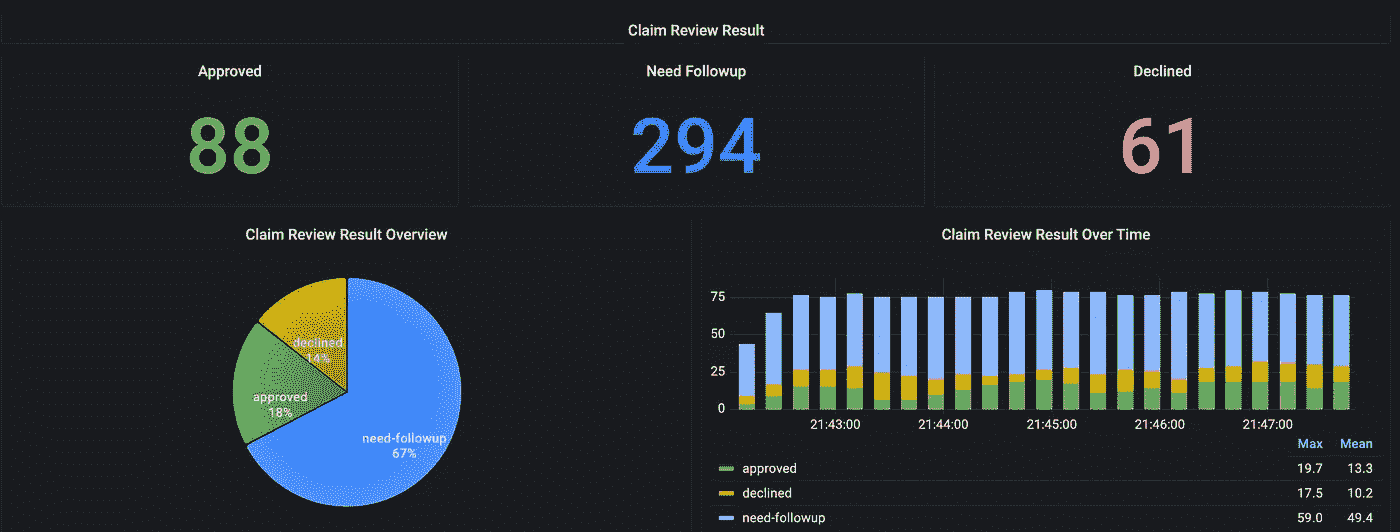 Claim Review Result
Approved
Need Followup
Declined
88
294
61
Claim Review Result Overview
declined
14%
approved
18%
need-followup
67%
Claim Review Result Over Time
75
50
25
0
21:43:00
21:44:00
21:45:00
21:46:00
21:47:00
Max Mean
approved 19.7 13.3
declined 17.5 10.2
need-followup 59.0 49.4